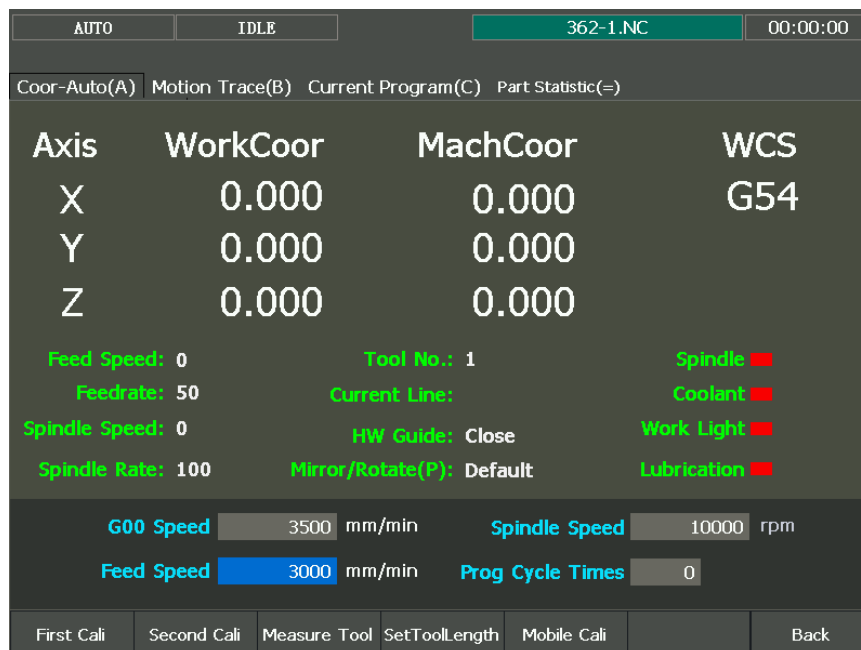 AUTO IDLE 362-1.NC 00:00:00
Coor-Auto(A) Motion Trace(B) Current Program(C) Part Statistic(=)
Axis WorkCoor MachCoor WCS
X 0.000 0.000 G54
Y 0.000 0.000
Z 0.000 0.000
Feed Speed: 0 Tool No.: 1 Spindle
Feedrate: 50 Current Line: Coolant
Spindle Speed: 0 HW Guide: Close Work Light
Spindle Rate: 100 Mirror/Rotate(P): Default Lubrication
G00 Speed 3500 mm/min Spindle Speed 10000 rpm
Feed Speed 3000 mm/min Prog Cycle Times 0
First Cali Second Cali Measure Tool SetToolLength Mobile Cali Back